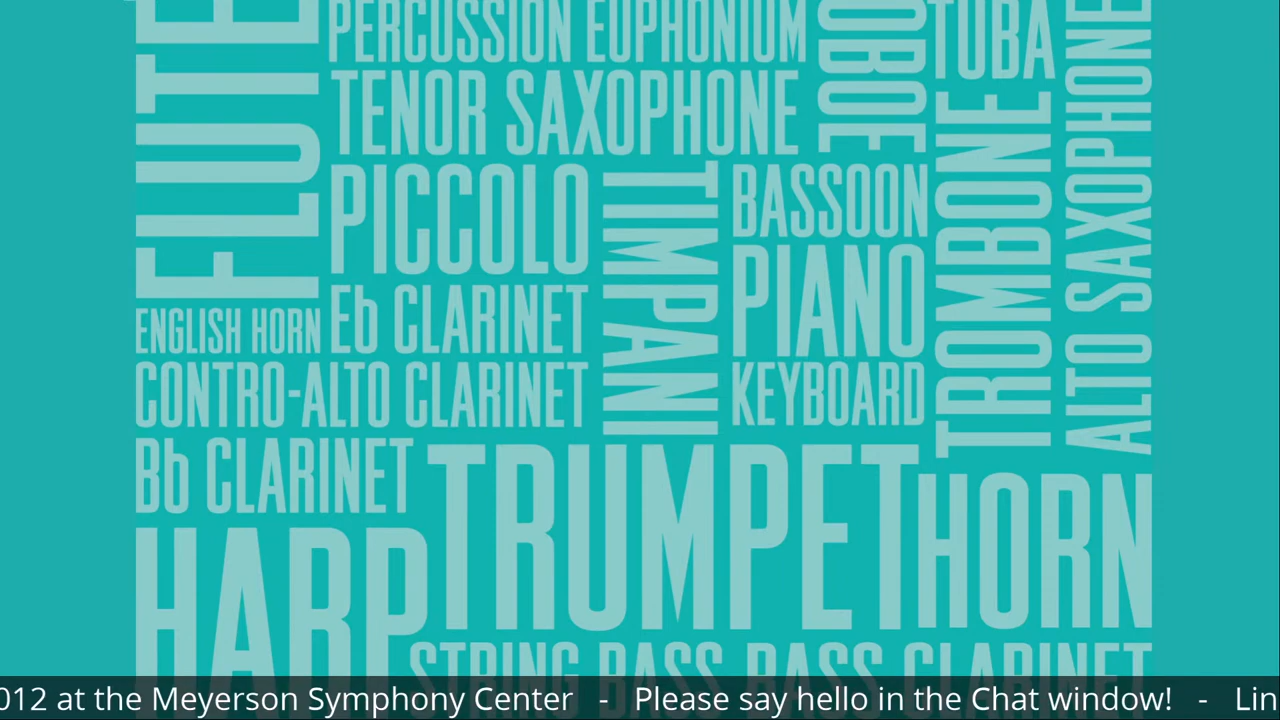 FLUTE
PERCUSSION EUPHONIUM
OBOE
TUBA
ALTO SAXOPHONE
TENOR SAXOPHONE
TROMBONE
PICCOLO
TIMPANI
BASSOON
PIANO
ENGLISH HORN
Eb CLARINET
CONTRO-ALTO CLARINET
KEYBOARD
Bb CLARINET
TRUMPET
HORN
HARP
STRING BASS BASS CLARINET
012 at the Meyerson Symphony Center - Please say hello in the Chat window! - Lin